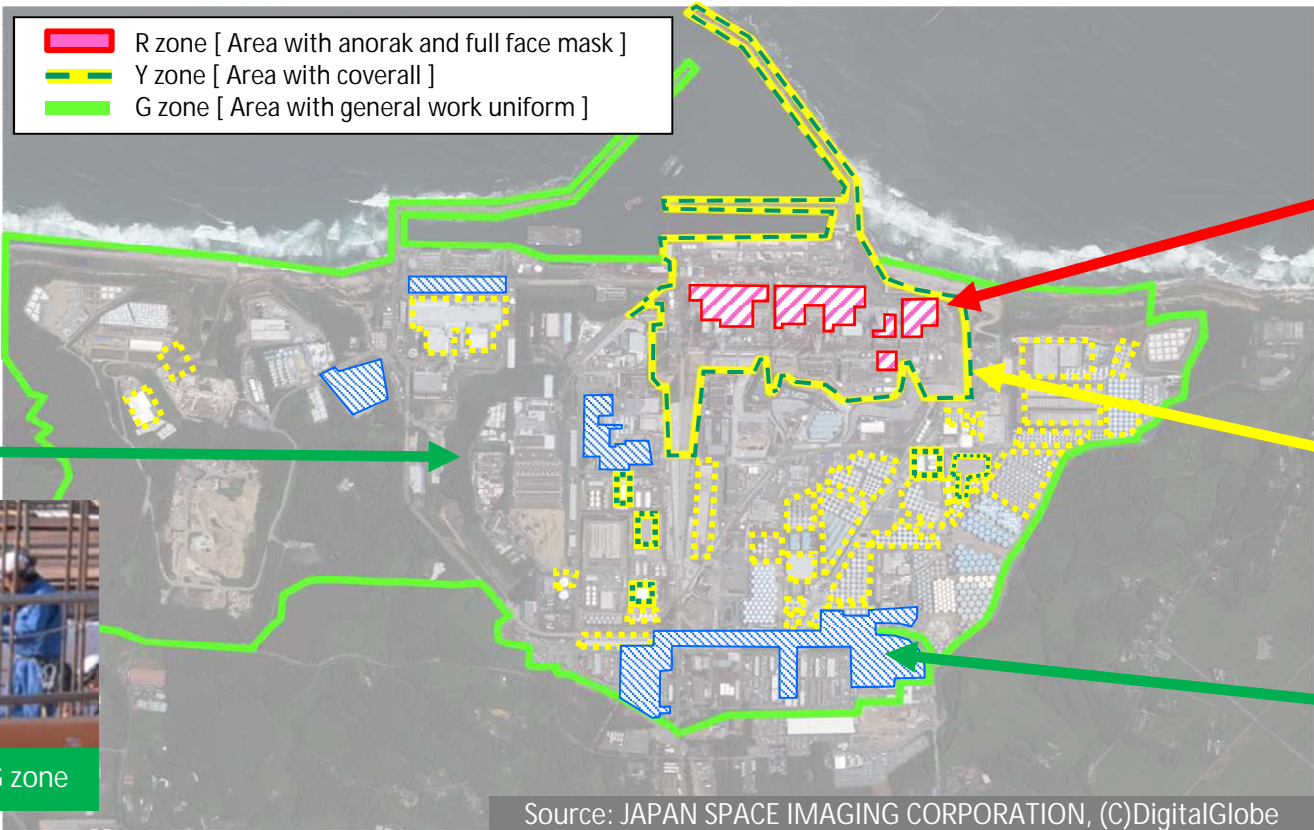 R zone [ Area with anorak and full face mask ]
Y zone [ Area with coverall ]
G zone [ Area with general work uniform ]
G zone
Source: JAPAN SPACE IMAGING CORPORATION, (C)DigitalGlobe